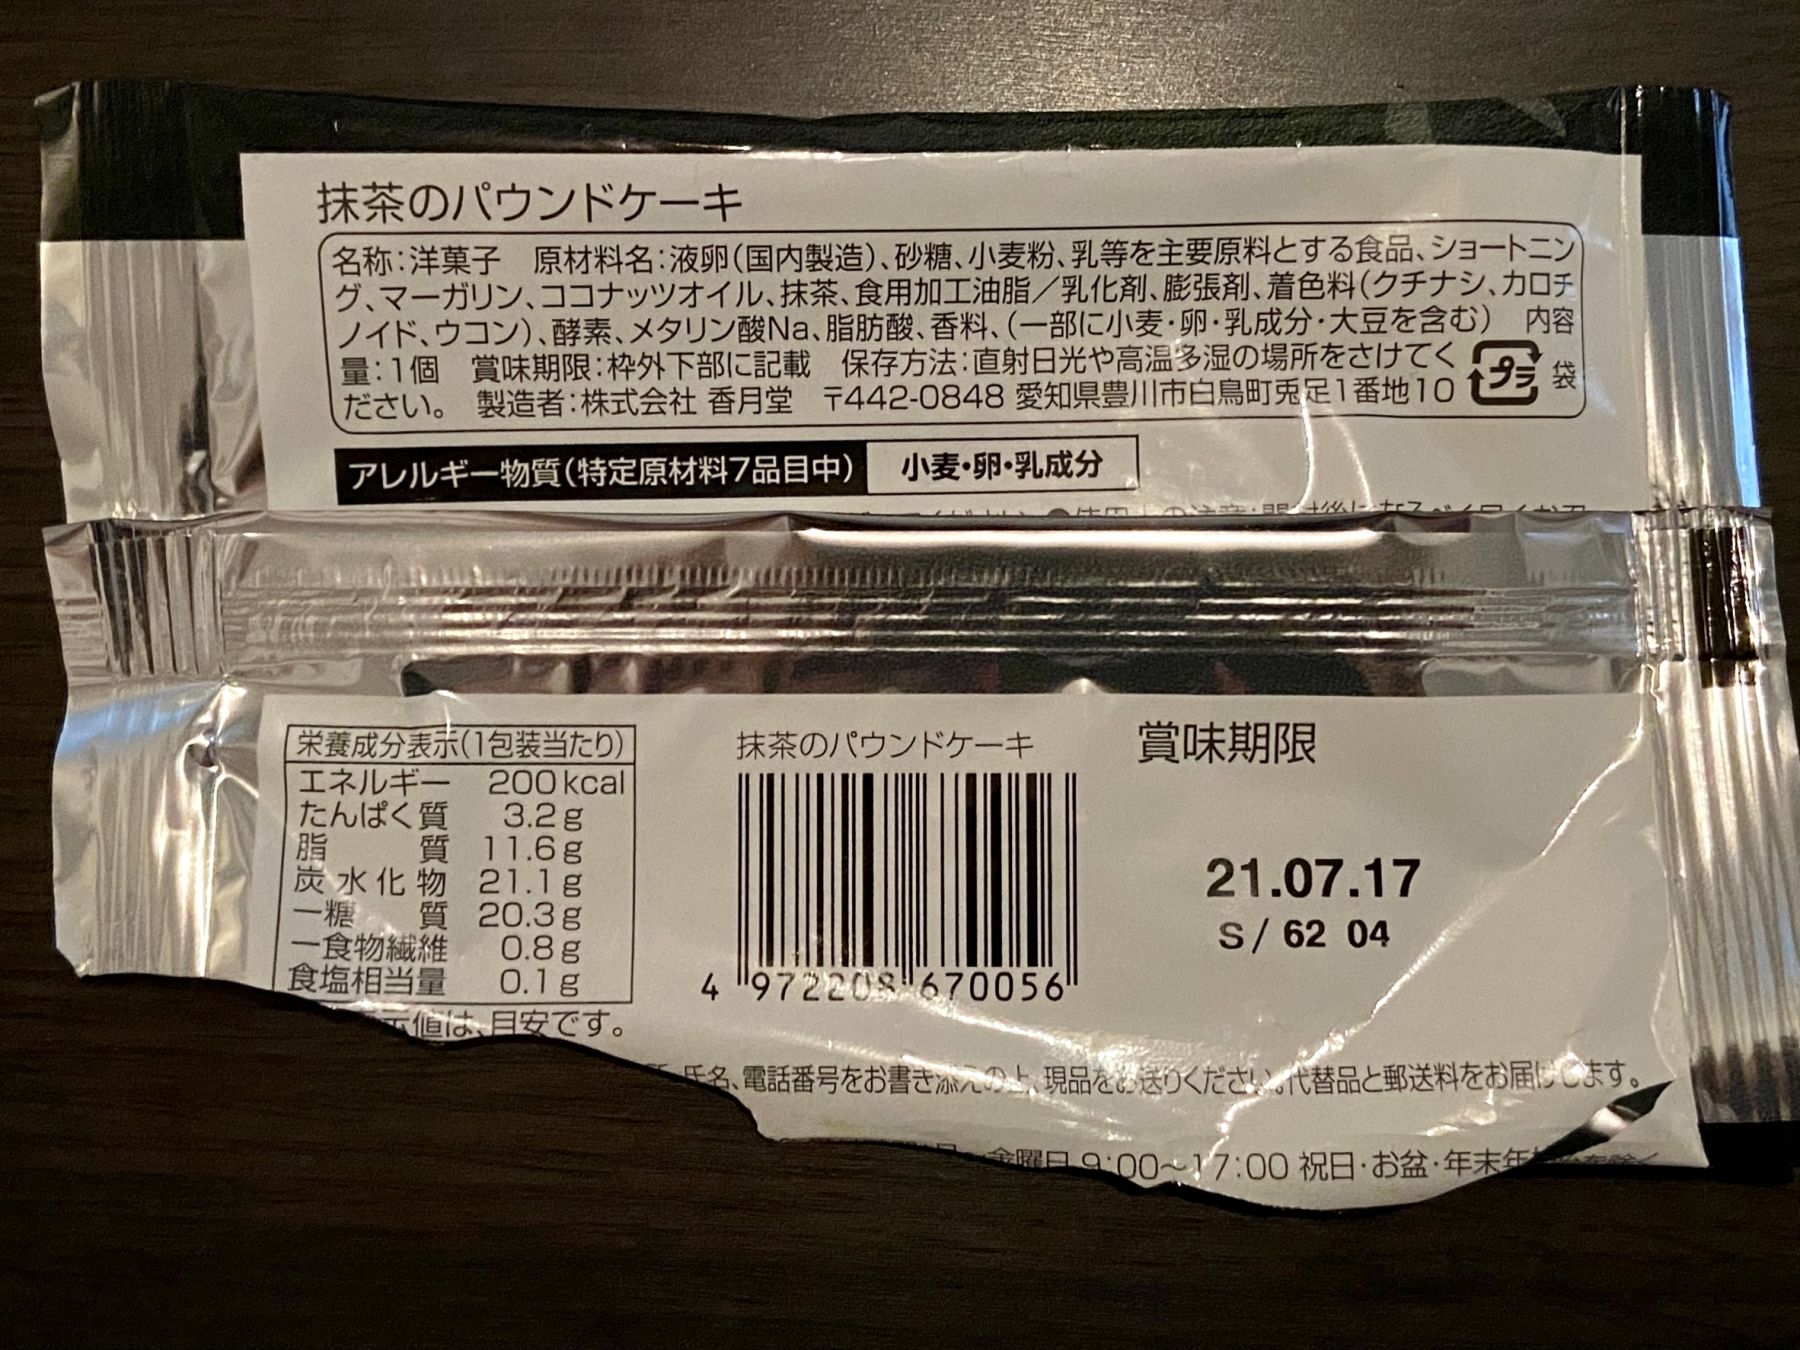 抹茶のパウンドケーキ
名称：洋菓子　原材料名：液卵（国内製造）、砂糖、小麦粉、乳等を主要原料とする食品、ショートニン
グ、マーガリン、ココナッツオイル、抹茶、食用加工油脂／乳化剤、膨張剤、着色料（クチナシ、カロチ
ノイド、ウコン）、酵素、メタリン酸Na、脂肪酸、香料、（一部に小麦・卵・乳成分・大豆を含む）　内容
量：1個　賞味期限：枠外下部に記載　保存方法：直射日光や高温多湿の場所をさけてく
ださい。　製造者：株式会社 香月堂　〒442-0848 愛知県豊川市白鳥町兎足1番地10
プラ 袋
アレルギー物質（特定原材料7品目中） 小麦・卵・乳成分
栄養成分表示（1包装当たり）
エネルギー 200kcal
たんぱく質 3.2g
脂質 11.6g
炭水化物 21.1g
ー糖質 20.3g
ー食物繊維 0.8g
食塩相当量 0.1g
示値は、目安です。
抹茶のパウンドケーキ
4 972208 670056
賞味期限
21.07.17
S/ 62 04
氏名、電話番号をお書き添えの上、現品をお送りください。代替品と郵送料をお届けします。
金曜日 9:00〜17:00 祝日・お盆・年末年